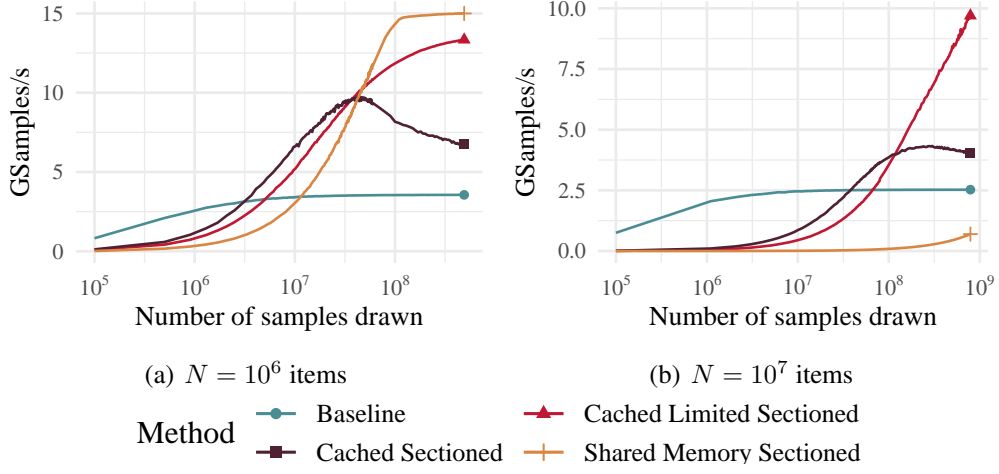 GSamples/s
15
10
5
0
10^5
10^6
10^7
10^8
Number of samples drawn
(a) N = 10^6 items
GSamples/s
10.0
7.5
5.0
2.5
0.0
10^5
10^6
10^7
10^8
10^9
Number of samples drawn
(b) N = 10^7 items
Method
Baseline
Cached Sectioned
Cached Limited Sectioned
Shared Memory Sectioned